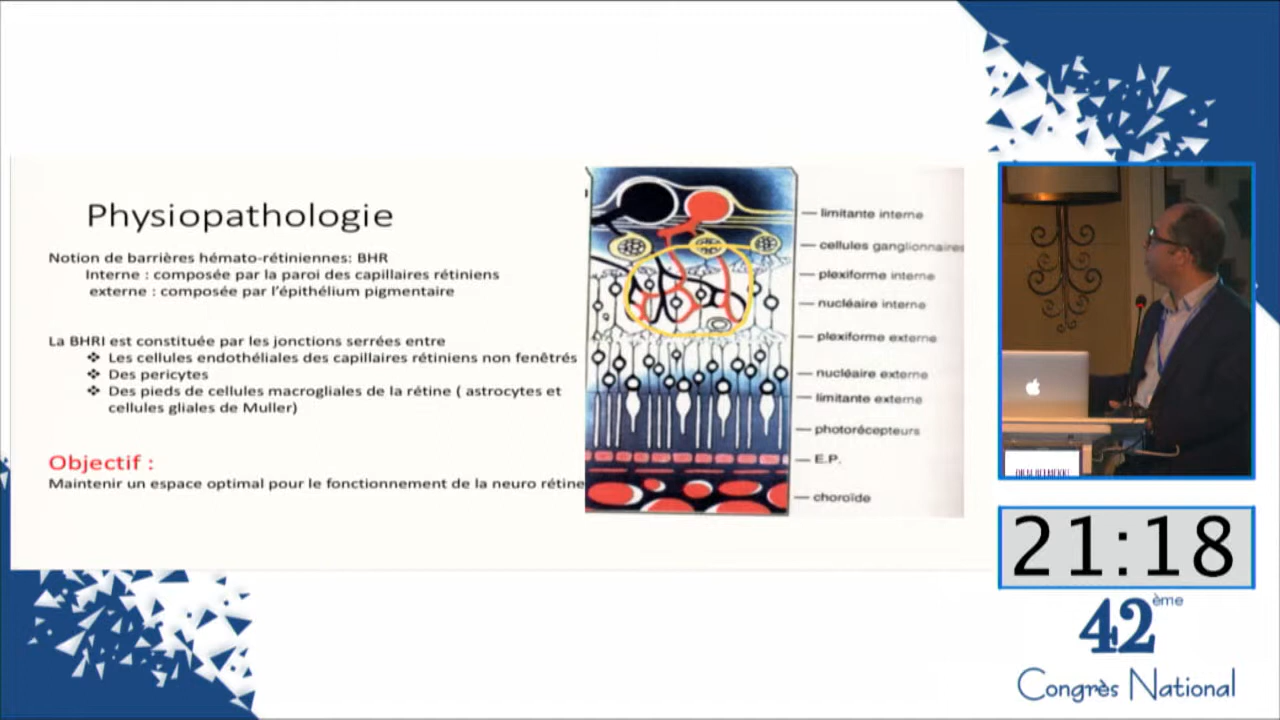 Physiopathologie
Notion de barrières hémato-rétiniennes: BHR
Interne : composée par la paroi des capillaires rétiniens
externe : composée par l'épithélium pigmentaire
La BHRI est constituée par les jonctions serrées entre
❖ Les cellules endothéliales des capillaires rétiniens non fenêtrés
❖ Des pericytes
❖ Des pieds de cellules macrogliales de la rétine ( astrocytes et
cellules gliales de Muller)
Objectif :
Maintenir un espace optimal pour le fonctionnement de la neuro rétine
limitante interne
cellules ganglionnaires
plexiforme interne
nucléaire interne
plexiforme externe
nucléaire externe
limitante externe
photorécepteurs
E.P.
choroïde
21:18
42ème
Congrès National